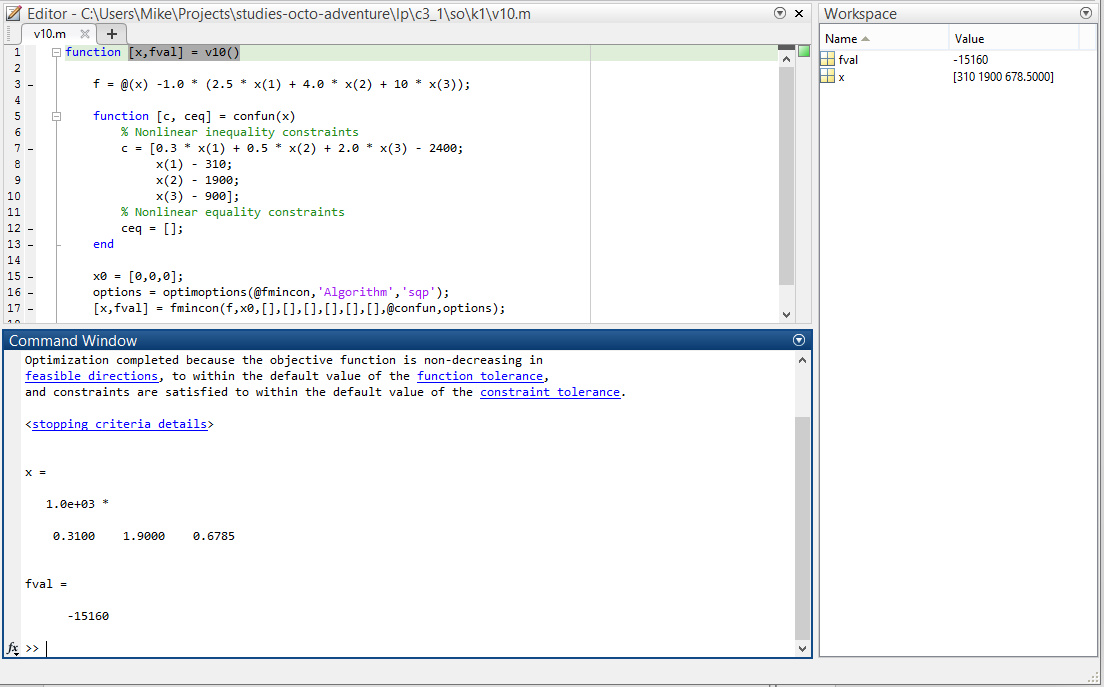 Editor - C:\Users\Mike\Projects\studies-octo-adventure\lp\c3_1\so\k1\v10.m
v10.m × +
1 function [x,fval] = v10()
2
3 - f = @(x) -1.0 * (2.5 * x(1) + 4.0 * x(2) + 10 * x(3));
4
5 function [c, ceq] = confun(x)
6 % Nonlinear inequality constraints
7 - c = [0.3 * x(1) + 0.5 * x(2) + 2.0 * x(3) - 2400;
8 x(1) - 310;
9 x(2) - 1900;
10 x(3) - 900];
11 % Nonlinear equality constraints
12 - ceq = [];
13 - end
14
15 - x0 = [0,0,0];
16 - options = optimoptions(@fmincon,'Algorithm','sqp');
17 - [x,fval] = fmincon(f,x0,[],[],[],[],[],[],@confun,options);
Command Window
Optimization completed because the objective function is non-decreasing in
feasible directions, to within the default value of the function tolerance,
and constraints are satisfied to within the default value of the constraint tolerance.
<stopping criteria details>
x =
1.0e+03 *
0.3100 1.9000 0.6785
fval =
-15160
fx >>
Workspace
Name Value
fval -15160
x [310 1900 678.5000]